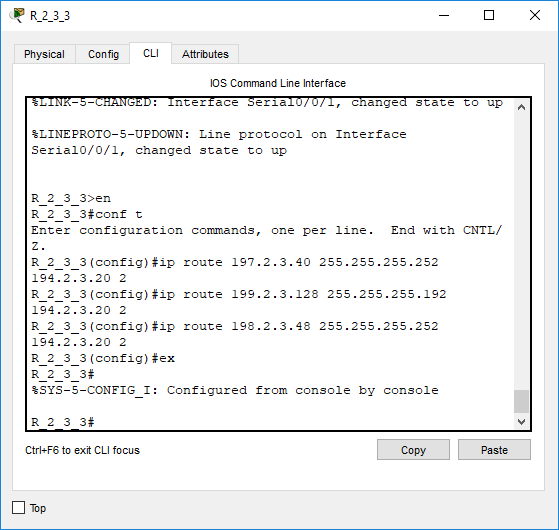 R_2_3_3
Physical Config CLI Attributes
IOS Command Line Interface
%LINK-5-CHANGED: Interface Serial0/0/1, changed state to up
%LINEPROTO-5-UPDOWN: Line protocol on Interface
Serial0/0/1, changed state to up
R_2_3_3>en
R_2_3_3#conf t
Enter configuration commands, one per line.  End with CNTL/
Z.
R_2_3_3(config)#ip route 197.2.3.40 255.255.255.252
194.2.3.20 2
R_2_3_3(config)#ip route 199.2.3.128 255.255.255.192
194.2.3.20 2
R_2_3_3(config)#ip route 198.2.3.48 255.255.255.252
194.2.3.20 2
R_2_3_3(config)#ex
R_2_3_3#
%SYS-5-CONFIG_I: Configured from console by console
R_2_3_3#
Ctrl+F6 to exit CLI focus Copy Paste
Top